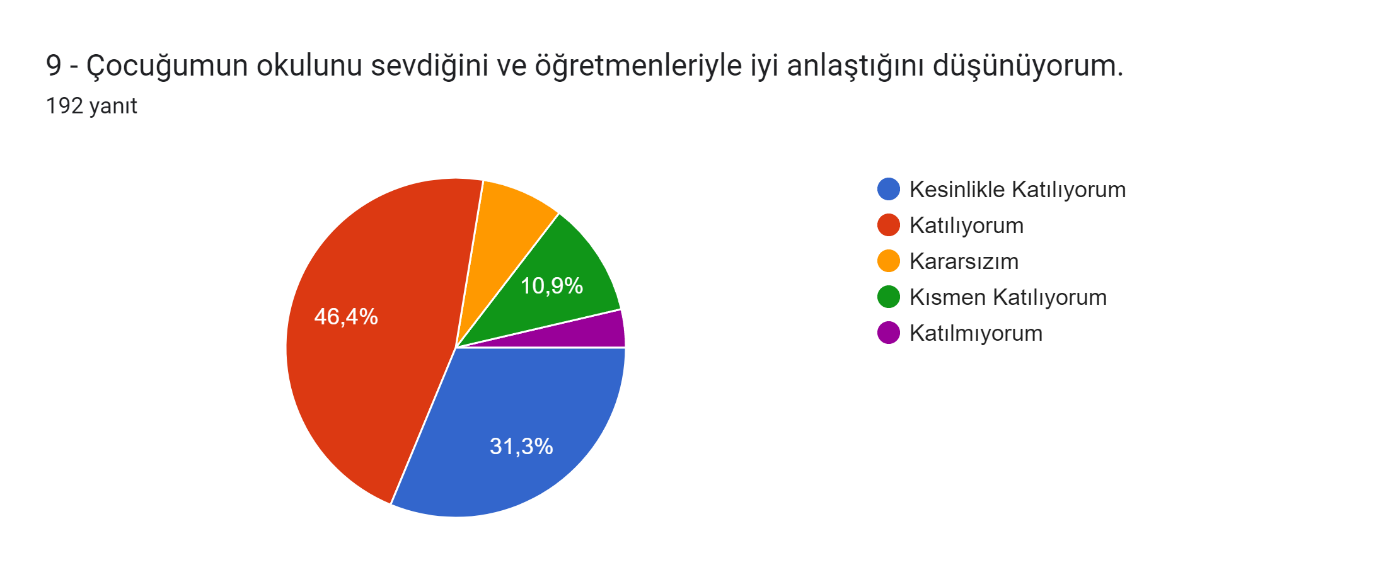 9 - Çocuğumun okulunu sevdiğini ve öğretmenleriyle iyi anlaştığını düşünüyorum.
192 yanıt
Kesinlikle Katılıyorum
Katılıyorum
Kararsızım
Kısmen Katılıyorum
Katılmıyorum
10,9%
46,4%
31,3%